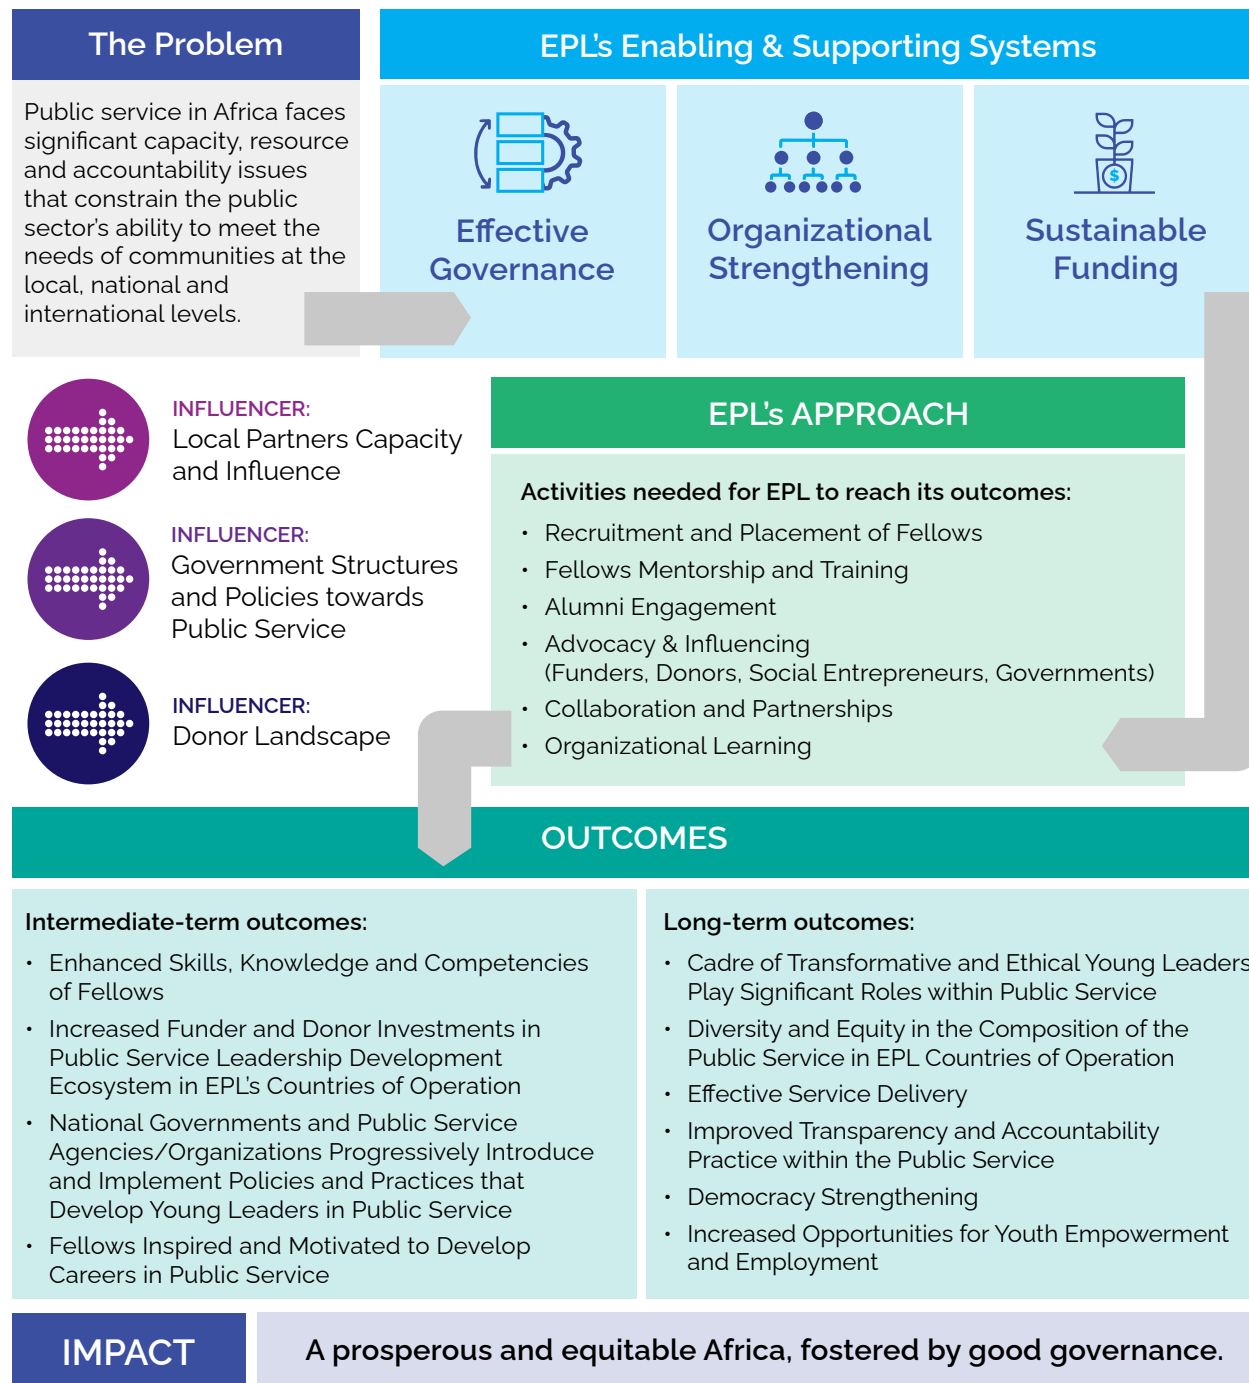 The Problem
Public service in Africa faces
significant capacity, resource
and accountability issues
that constrain the public
sector's ability to meet the
needs of communities at the
local, national and
international levels.
EPL's Enabling & Supporting Systems
Effective
Governance
Organizational
Strengthening
$
Sustainable
Funding
INFLUENCER:
Local Partners Capacity
and Influence
INFLUENCER:
Government Structures
and Policies towards
Public Service
INFLUENCER:
Donor Landscape
EPL's APPROACH
Activities needed for EPL to reach its outcomes:
• Recruitment and Placement of Fellows
• Fellows Mentorship and Training
• Alumni Engagement
• Advocacy & Influencing
(Funders, Donors, Social Entrepreneurs, Governments)
• Collaboration and Partnerships
• Organizational Learning
OUTCOMES
Intermediate-term outcomes:
• Enhanced Skills, Knowledge and Competencies
of Fellows
• Increased Funder and Donor Investments in
Public Service Leadership Development
Ecosystem in EPL's Countries of Operation
• National Governments and Public Service
Agencies/Organizations Progressively Introduce
and Implement Policies and Practices that
Develop Young Leaders in Public Service
• Fellows Inspired and Motivated to Develop
Careers in Public Service
Long-term outcomes:
• Cadre of Transformative and Ethical Young Leaders
Play Significant Roles within Public Service
• Diversity and Equity in the Composition of the
Public Service in EPL Countries of Operation
• Effective Service Delivery
• Improved Transparency and Accountability
Practice within the Public Service
• Democracy Strengthening
• Increased Opportunities for Youth Empowerment
and Employment
IMPACT
A prosperous and equitable Africa, fostered by good governance.